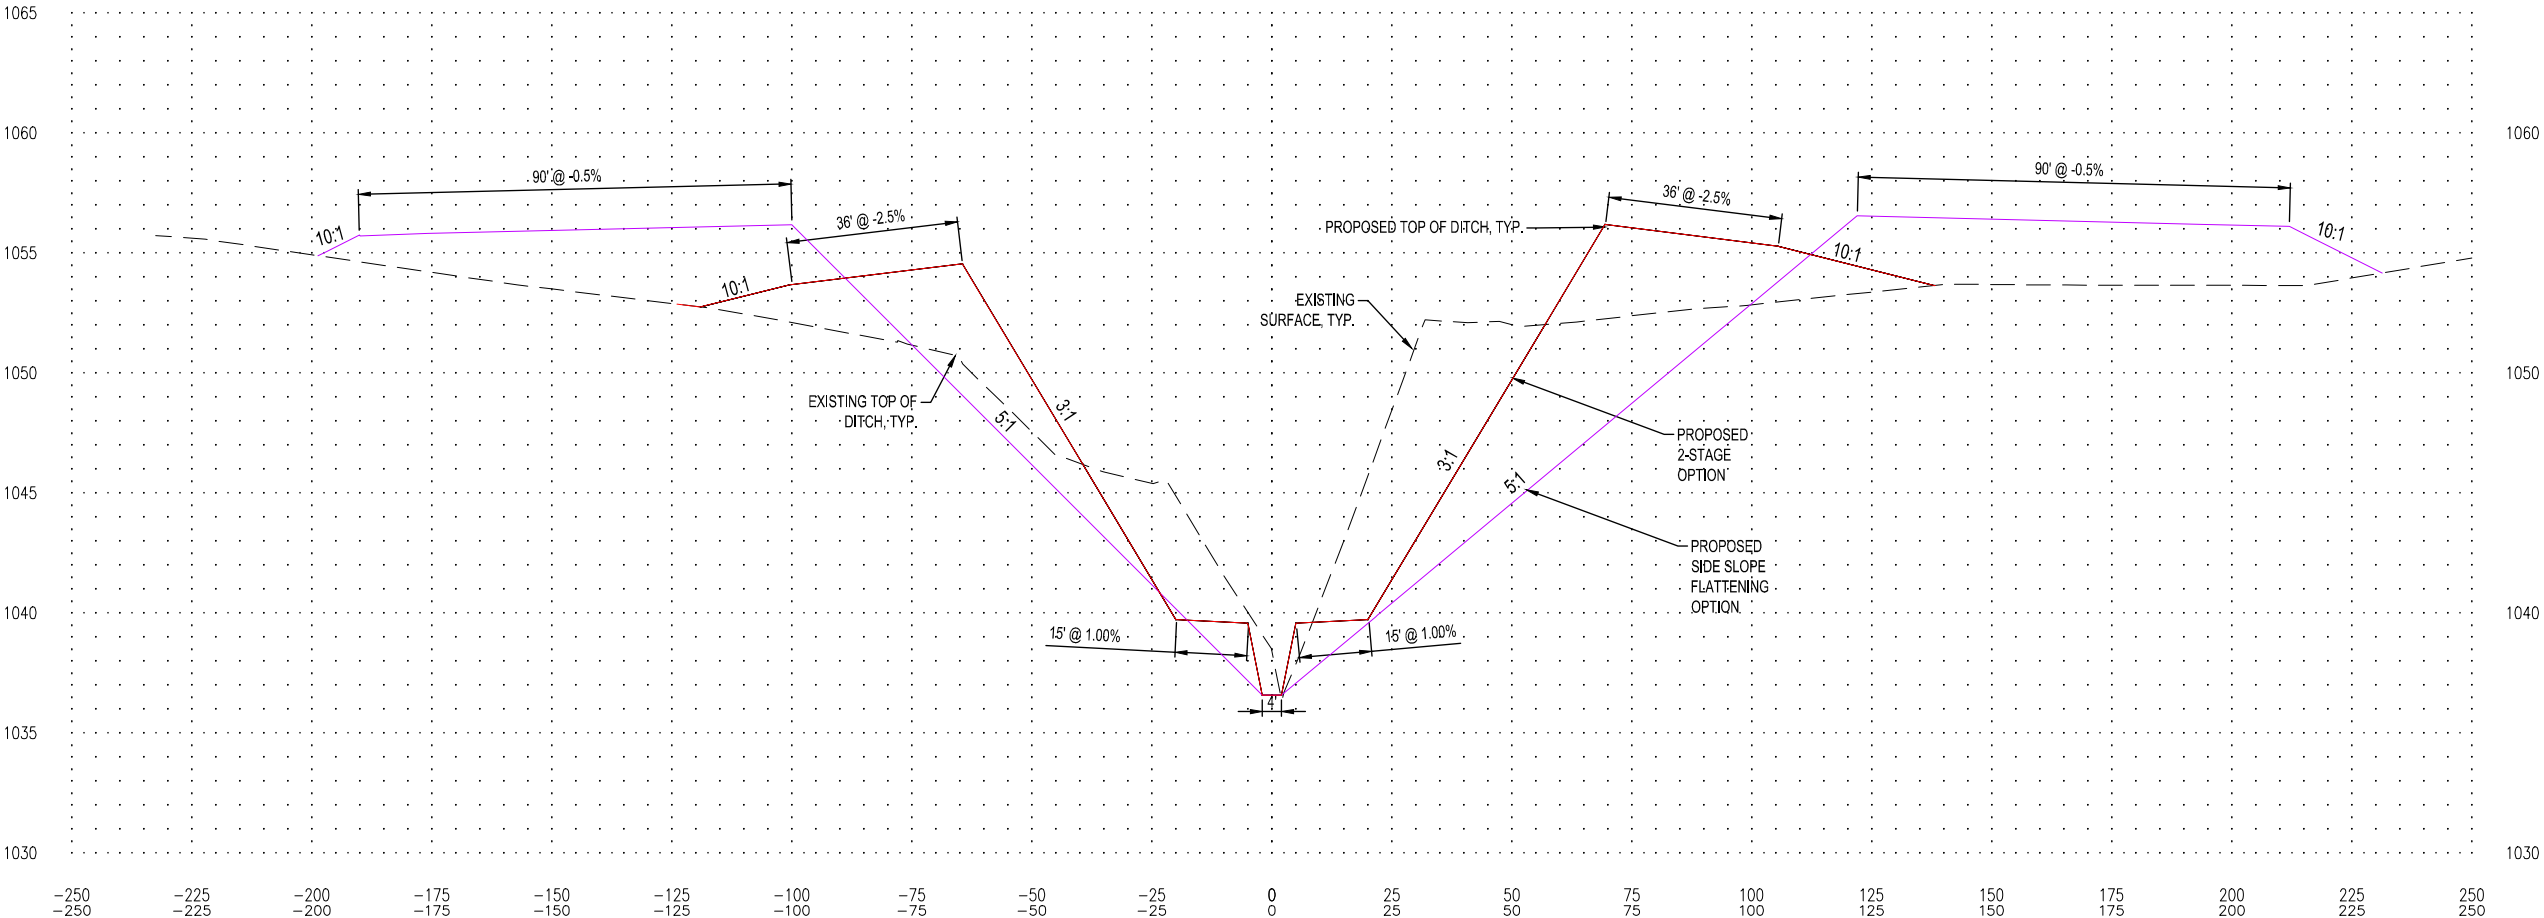 1065
1060
1060
90' @ -0.5%
90' @ -0.5%
36' @ -2.5%
36' @ -2.5%
PROPOSED TOP OF DITCH, TYP.
10:1
10:1
1055
10:1
10:1
EXISTING
SURFACE, TYP.
1050
1050
EXISTING TOP OF
DITCH, TYP.
3:1
5:1
PROPOSED
2-STAGE
OPTION
3:1
5:1
1045
PROPOSED
SIDE SLOPE
FLATTENING
OPTION
1040
1040
15' @ 1.00%
15' @ 1.00%
4'
1035
1030
1030
-250 -225 -200 -175 -150 -125 -100 -75 -50 -25 0 25 50 75 100 125 150 175 200 225 250
-250 -225 -200 -175 -150 -125 -100 -75 -50 -25 0 25 50 75 100 125 150 175 200 225 250